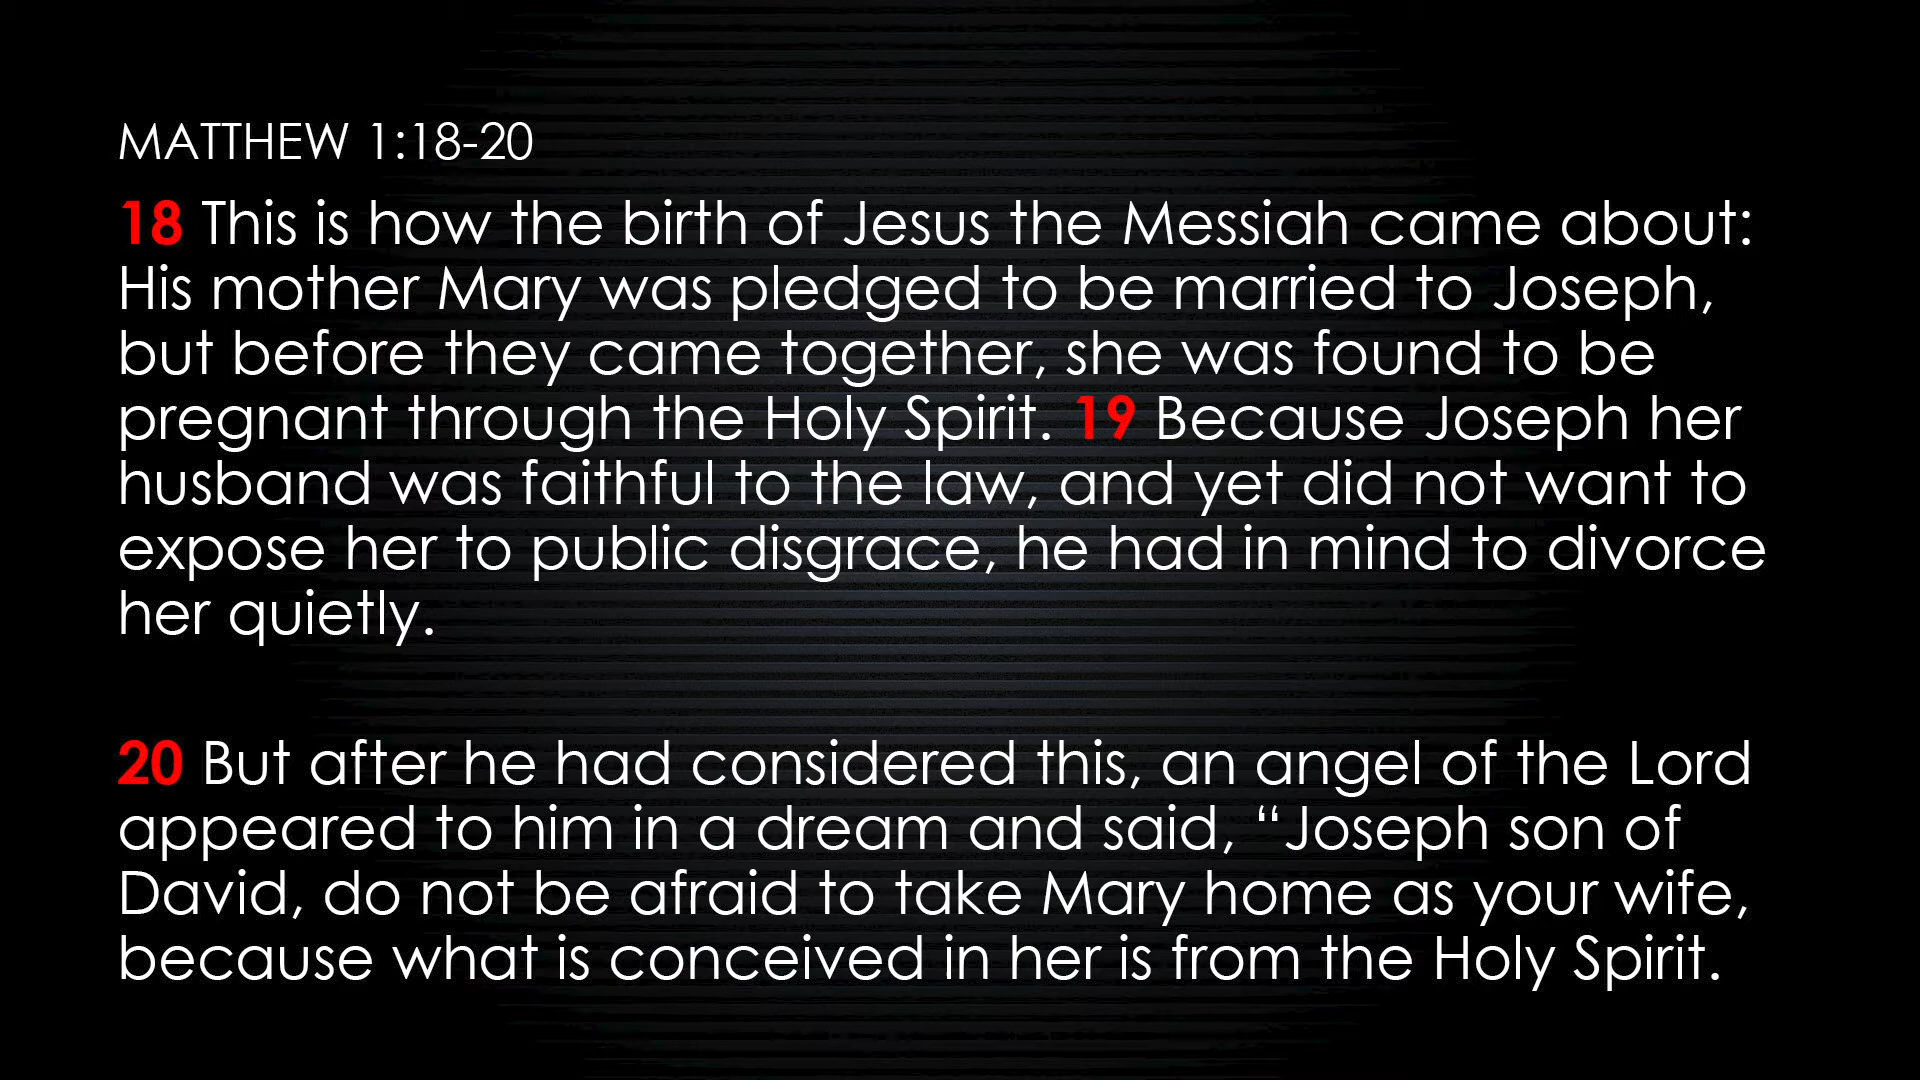 MATTHEW 1:18-20
18 This is how the birth of Jesus the Messiah came about:
His mother Mary was pledged to be married to Joseph,
but before they came together, she was found to be
pregnant through the Holy Spirit. 19 Because Joseph her
husband was faithful to the law, and yet did not want to
expose her to public disgrace, he had in mind to divorce
her quietly.
20 But after he had considered this, an angel of the Lord
appeared to him in a dream and said, “Joseph son of
David, do not be afraid to take Mary home as your wife,
because what is conceived in her is from the Holy Spirit.